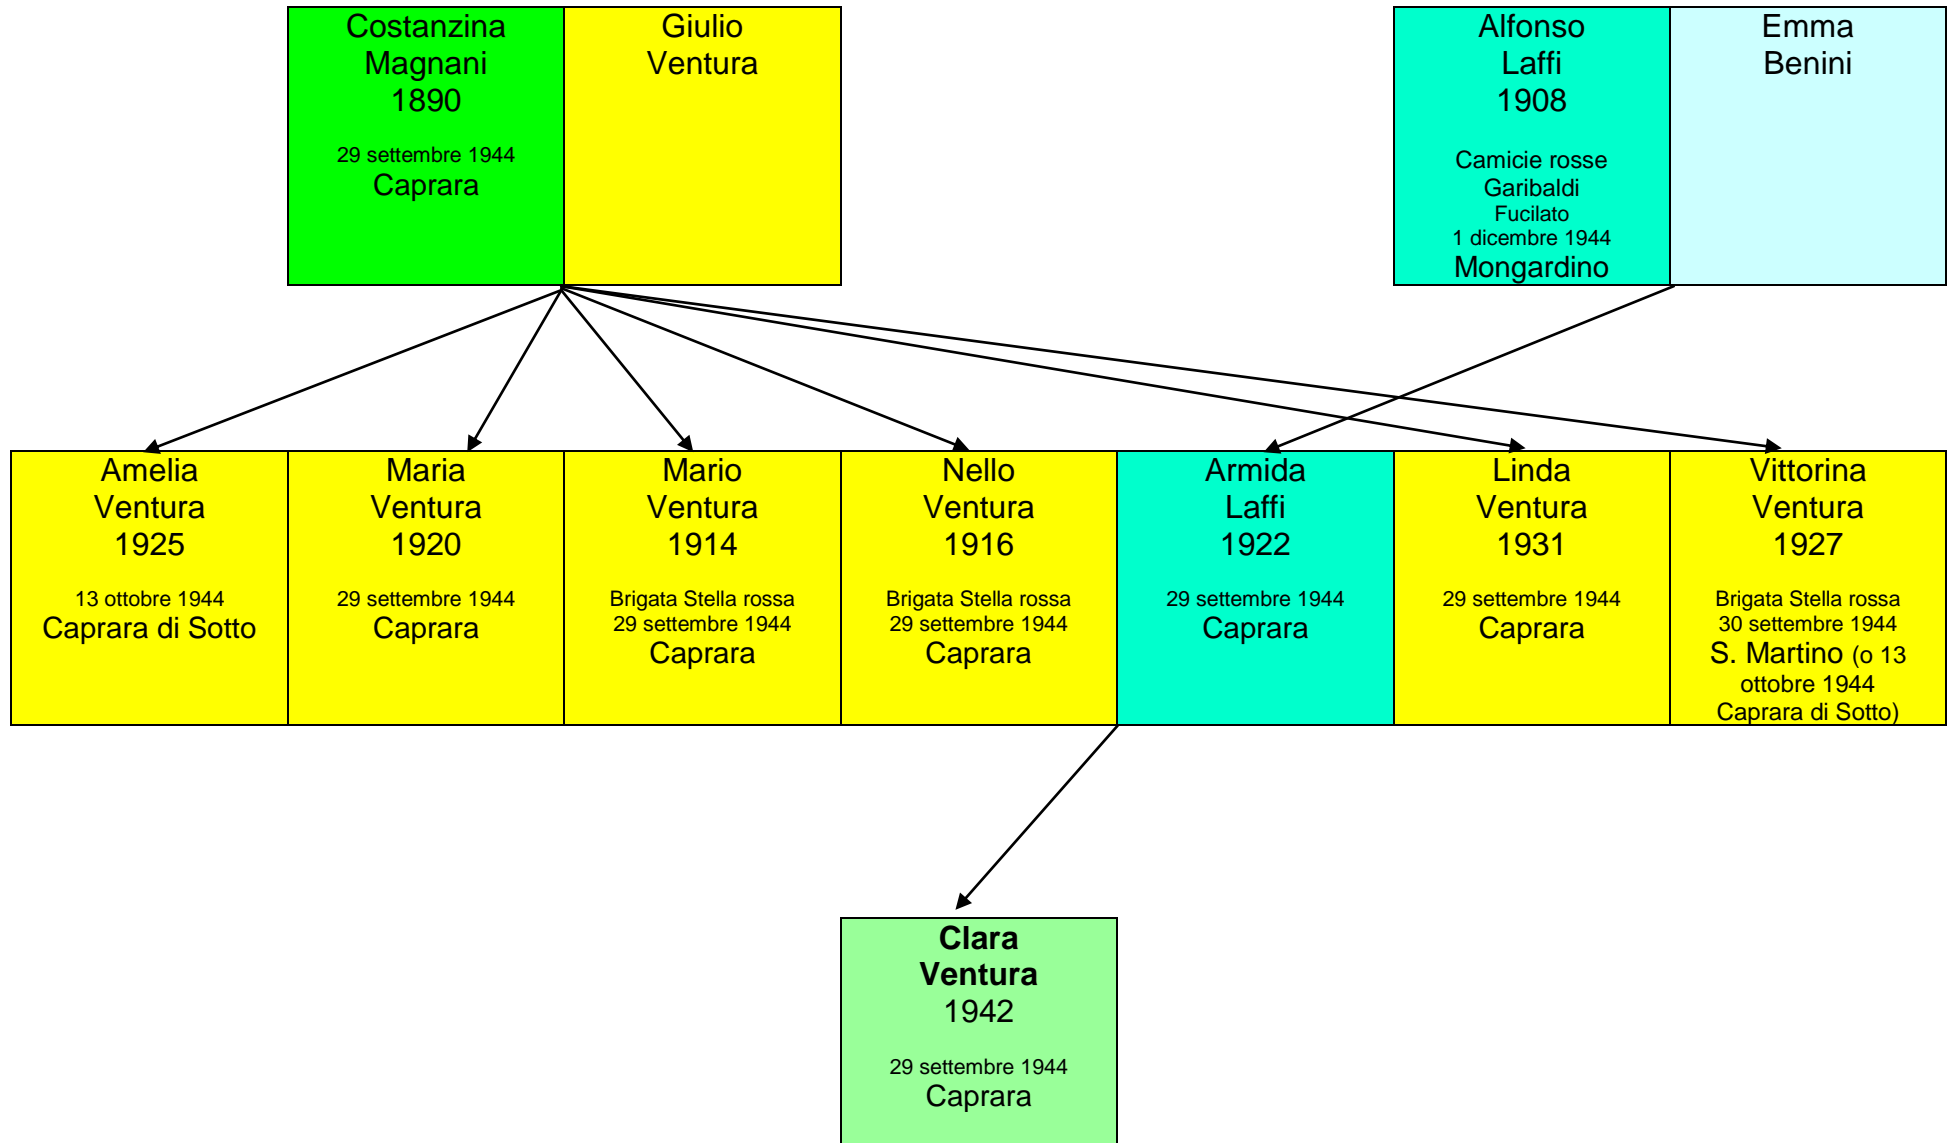 Costanzina
Magnani
1890
29 settembre 1944
Caprara
Giulio
Ventura
Alfonso
Laffi
1908
Camicie rosse
Garibaldi
Fucilato
1 dicembre 1944
Mongardino
Emma
Benini
Amelia
Ventura
1925
13 ottobre 1944
Caprara di Sotto
Maria
Ventura
1920
29 settembre 1944
Caprara
Mario
Ventura
1914
Brigata Stella rossa
29 settembre 1944
Caprara
Nello
Ventura
1916
Brigata Stella rossa
29 settembre 1944
Caprara
Armida
Laffi
1922
29 settembre 1944
Caprara
Linda
Ventura
1931
29 settembre 1944
Caprara
Vittorina
Ventura
1927
Brigata Stella rossa
30 settembre 1944
S. Martino (o 13
ottobre 1944
Caprara di Sotto)
Clara
Ventura
1942
29 settembre 1944
Caprara